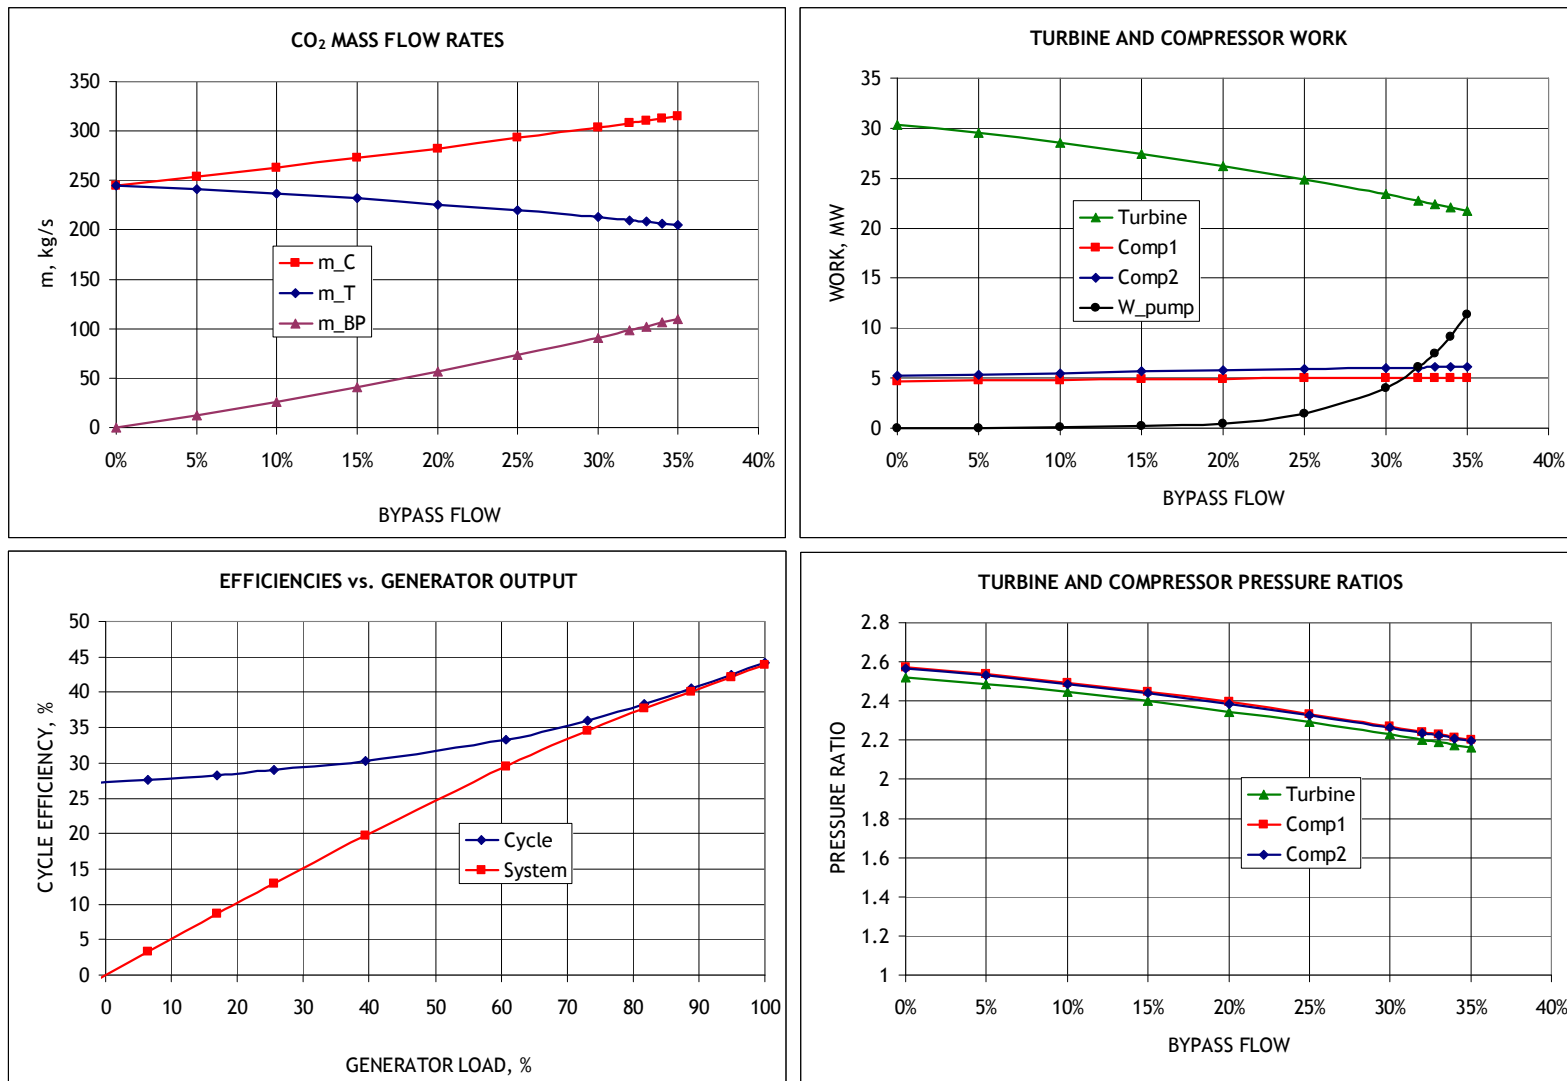 CO₂ MASS FLOW RATES
350
300
250
200
150
100
50
0
m, kg/s
m_C
m_T
m_BP
0% 5% 10% 15% 20% 25% 30% 35% 40%
BYPASS FLOW
TURBINE AND COMPRESSOR WORK
35
30
25
20
15
10
5
0
WORK, MW
Turbine
Comp1
Comp2
W_pump
0% 5% 10% 15% 20% 25% 30% 35% 40%
BYPASS FLOW
EFFICIENCIES vs. GENERATOR OUTPUT
50
45
40
35
30
25
20
15
10
5
0
CYCLE EFFICIENCY, %
Cycle
System
0 10 20 30 40 50 60 70 80 90 100
GENERATOR LOAD, %
TURBINE AND COMPRESSOR PRESSURE RATIOS
2.8
2.6
2.4
2.2
2
1.8
1.6
1.4
1.2
1
PRESSURE RATIO
Turbine
Comp1
Comp2
0% 5% 10% 15% 20% 25% 30% 35% 40%
BYPASS FLOW